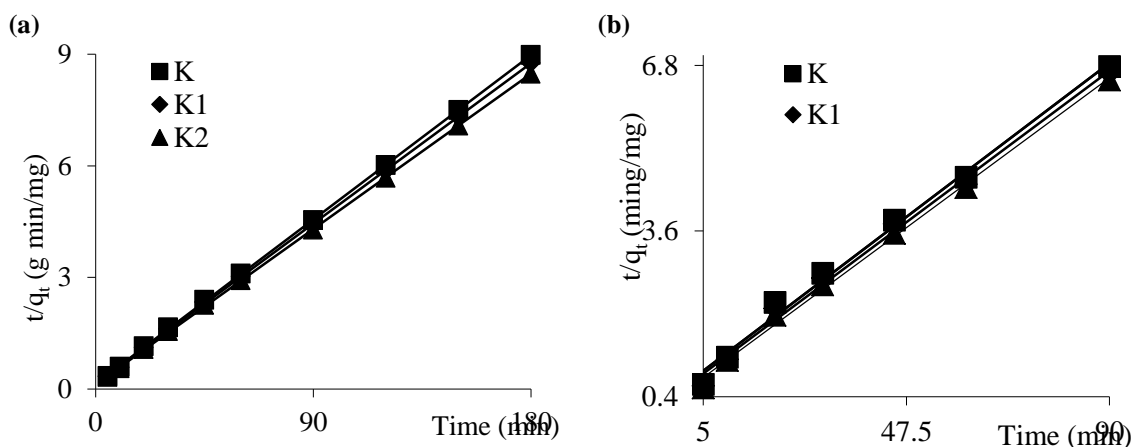 (a)
9
6
3
0
t/qt (g min/mg)
K
K1
K2
0
90
180
Time (min)
(b)
6.8
3.6
0.4
t/qt (ming/mg)
K
K1
5
47.5
90
Time (min)